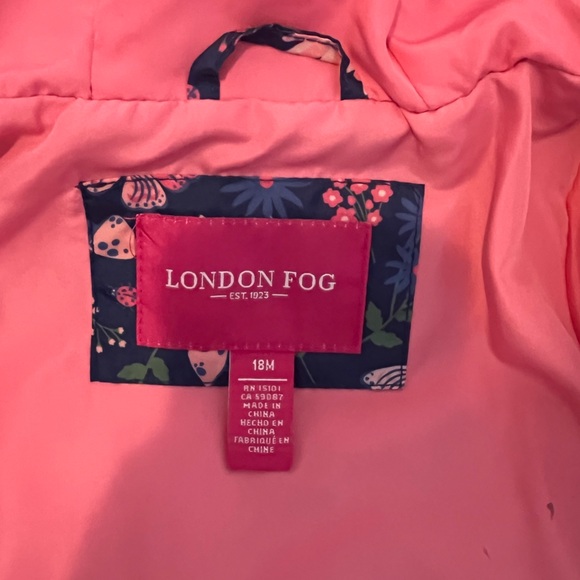 LONDON FOG
EST. 1923
18M
RN 15101
CA 59087
MADE IN
CHINA
HECHO EN
CHINA
FABRIQUÉ EN
CHINE